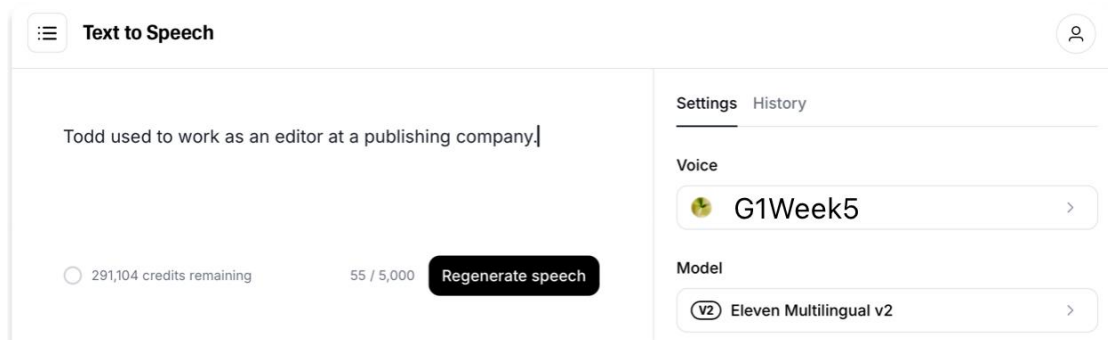 Text to Speech
Todd used to work as an editor at a publishing company.
291,104 credits remaining
55 / 5,000
Regenerate speech
Settings
History
Voice
G1Week5
Model
V2
Eleven Multilingual v2